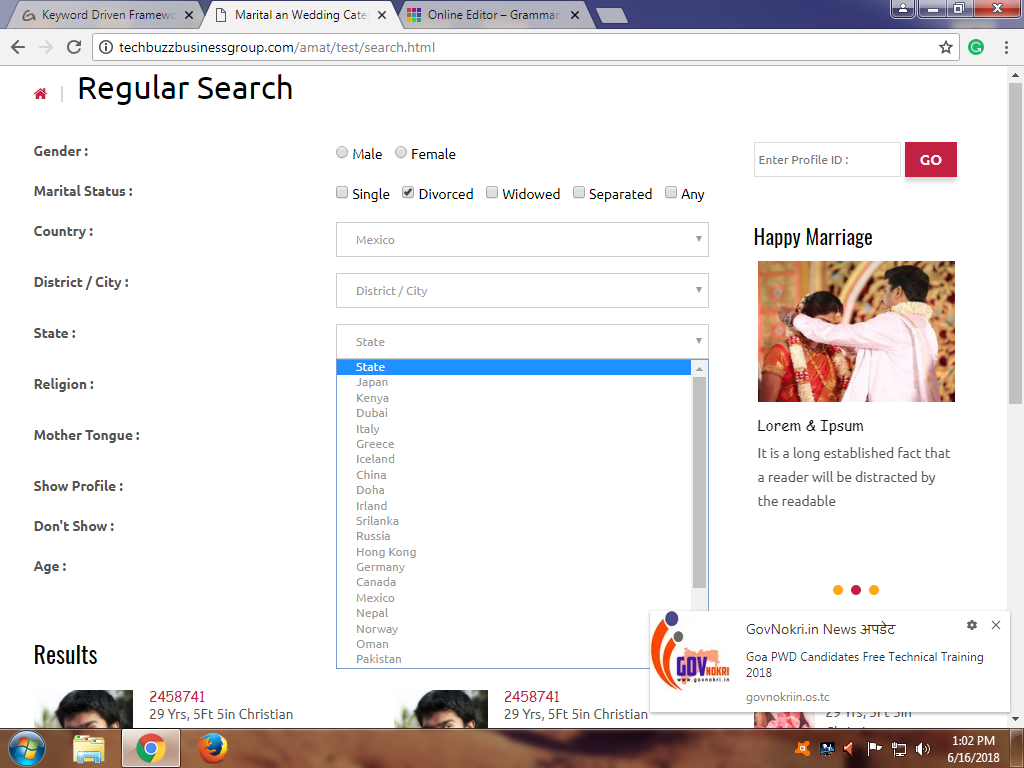 Keyword Driven Framewo
Marital an Wedding Cate
Online Editor – Grammar
techbuzzbusinessgroup.com/amat/test/search.html
| Regular Search
Gender :
Male Female
Marital Status :
Single Divorced Widowed Separated Any
Country :
Mexico
District / City :
District / City
State :
State
State
Japan
Kenya
Dubai
Italy
Greece
Iceland
China
Doha
Irland
Srilanka
Russia
Hong Kong
Germany
Canada
Mexico
Nepal
Norway
Oman
Pakistan
Religion :
Mother Tongue :
Show Profile :
Don't Show :
Age :
Enter Profile ID :
GO
Happy Marriage
Lorem & Ipsum
It is a long established fact that
a reader will be distracted by
the readable
Results
2458741
29 Yrs, 5Ft 5in Christian
2458741
29 Yrs, 5Ft 5in Christian
29 Yrs, 5Ft 5in
GOV NOKRI
www.govnokri.in
GovNokri.in News अपडेट
Goa PWD Candidates Free Technical Training
2018
govnokriin.os.tc
1:02 PM
6/16/2018